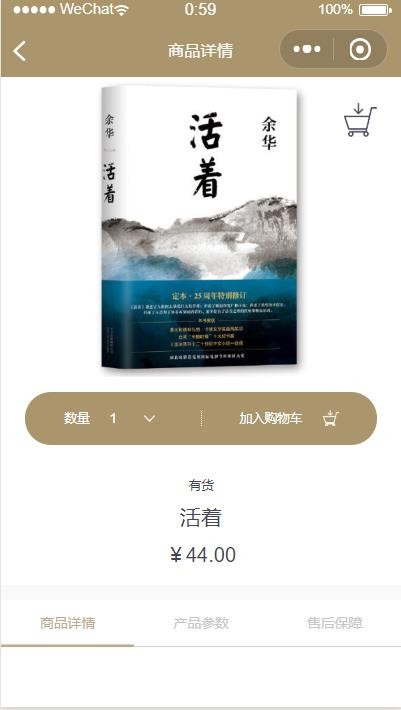 WeChat
0:59
100%
商品详情
余华
活着
余华
活着
定本·25周年特别修订
数量 1
加入购物车
有货
活着
¥ 44.00
商品详情
产品参数
售后保障